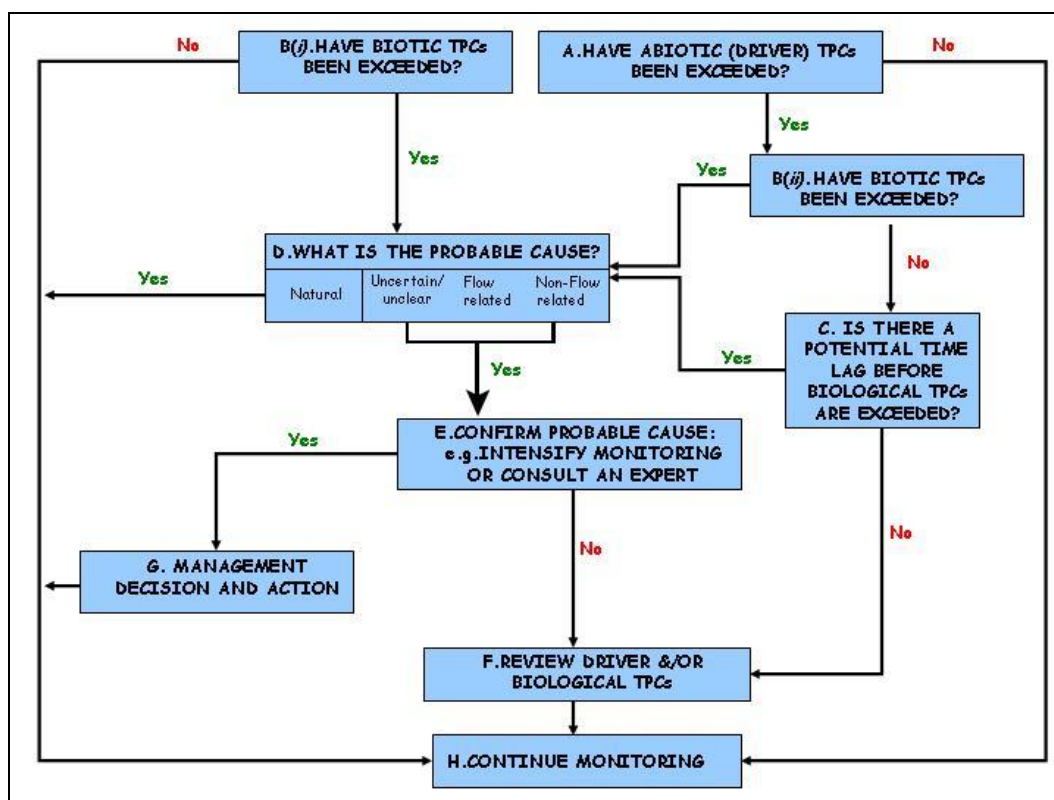 No
B(i).HAVE BIOTIC TPCs
BEEN EXCEEDED?
A.HAVE ABIOTIC (DRIVER) TPCs
BEEN EXCEEDED?
No
Yes
Yes
Yes
B(ii).HAVE BIOTIC TPCs
BEEN EXCEEDED?
D.WHAT IS THE PROBABLE CAUSE?
Natural
Uncertain/
unclear
Flow
related
Non-Flow
related
Yes
No
C. IS THERE A
POTENTIAL TIME
LAG BEFORE
BIOLOGICAL TPCs
ARE EXCEEDED?
Yes
Yes
E.CONFIRM PROBABLE CAUSE:
e.g.INTENSIFY MONITORING
OR CONSULT AN EXPERT
Yes
No
No
G. MANAGEMENT
DECISION AND ACTION
F.REVIEW DRIVER &/OR
BIOLOGICAL TPCs
H.CONTINUE MONITORING